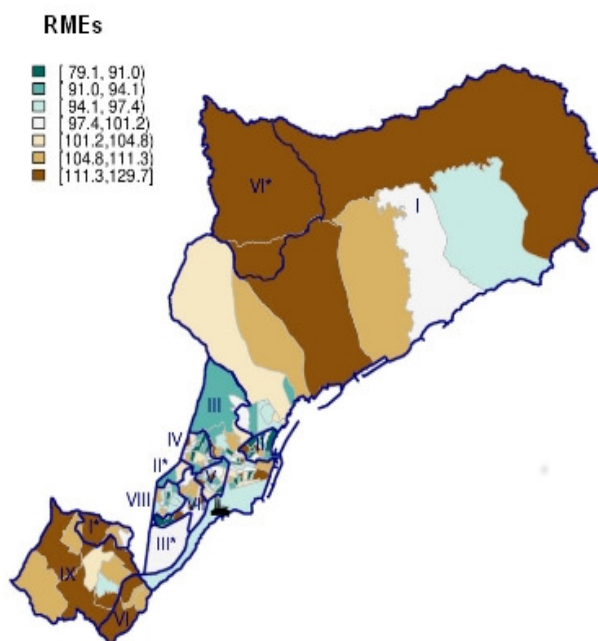 RMEs
[ 79.1, 91.0)
[ 91.0, 94.1)
[ 94.1, 97.4)
[ 97.4,101.2)
[101.2,104.8)
[104.8,111.3)
[111.3,129.7]
VI*
I
III
IV
II
II*
V
VIII
VI
I*
III*
IX
VI